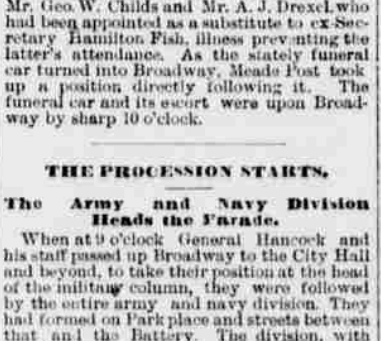 Mr. Geo. W. Childs and Mr. A. J. Drexel, who
had been appointed as a substitute to ex-Sec-
retary Hamilton Fish, illness preventing the
latter's attendance. As the stately funeral
car turned into Broadway, Meade Post took
up a position directly following it. The
funeral car and its escort were upon Broad-
way by sharp 10 o'clock.
THE PROCESSION STARTS.
The Army and Navy Division
Heads the Parade.
When at 9 o'clock General Hancock and
his staff passed up Broadway to the City Hall
and beyond, to take their position at the head
of the military column, they were followed
by the entire army and navy division. They
had formed on Park place and streets between
that and the Battery. The division, with